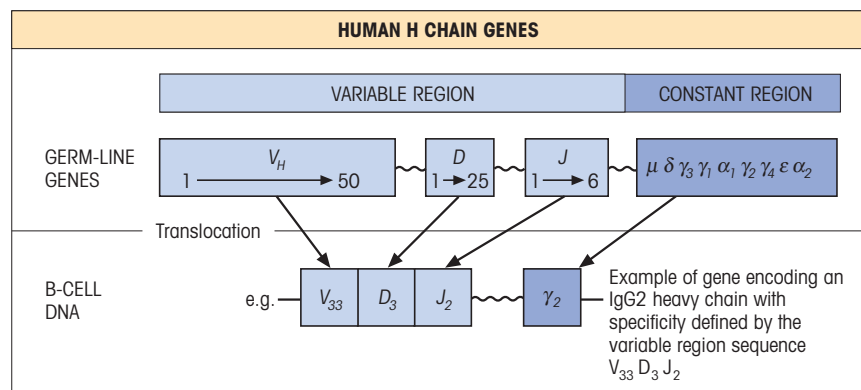 HUMAN H CHAIN GENES
VARIABLE REGION
CONSTANT REGION
GERM-LINE
GENES
V_H
1 → 50
D
1 → 25
J
1 → 6
μ δ γ₃ γ₁ α₁ γ₂ γ₄ ε α₂
Translocation
B-CELL
DNA
e.g.
V₃₃
D₃
J₂
γ₂
Example of gene encoding an
IgG2 heavy chain with
specificity defined by the
variable region sequence
V₃₃ D₃ J₂